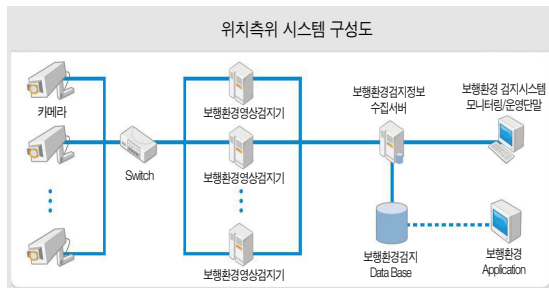 위치측위 시스템 구성도
카메라
Switch
보행환경영상검지기
보행환경영상검지기
보행환경영상검지기
보행환경검지정보
수집서버
보행환경 검지시스템
모니터링/운영단말
보행환경검지
Data Base
보행환경
Application